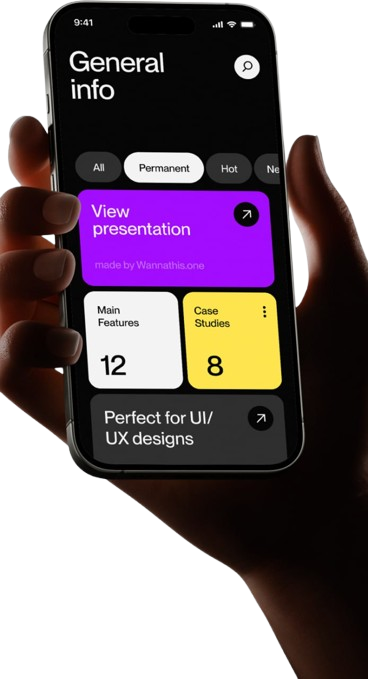 9:41
General
info
All
Permanent
Hot
Ne
View
presentation
made by Wannathis.one
Main
Features
Case
Studies
12
8
Perfect for UI/
UX designs